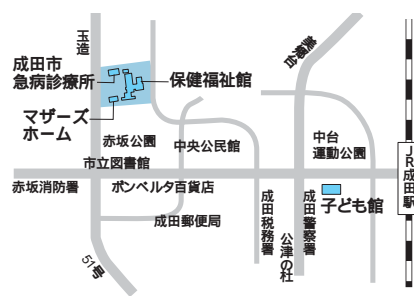 玉造
成田市
急病診療所
保健福祉館
マザーズ
ホーム
美郷台
赤坂公園
中央公民館
中台
運動公園
市立図書館
JR成田駅
赤坂消防署
ボンベルタ百貨店
子ども館
成田郵便局
成田税務署
公津の杜
成田警察署
51号